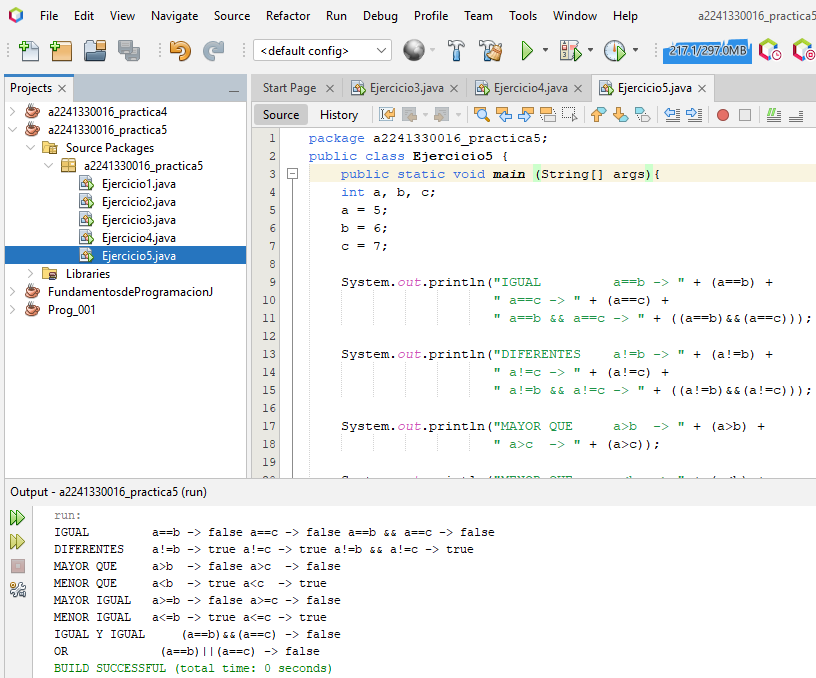 File Edit View Navigate Source Refactor Run Debug Profile Team Tools Window Help a2241330016_practica5
<default config> 217.1/297.0MB
Projects
Start Page Ejercicio3.java Ejercicio4.java Ejercicio5.java
Source History
a2241330016_practica4
a2241330016_practica5
Source Packages
a2241330016_practica5
Ejercicio1.java
Ejercicio2.java
Ejercicio3.java
Ejercicio4.java
Ejercicio5.java
Libraries
FundamentosdeProgramacionJ
Prog_001
1 package a2241330016_practica5;
2 public class Ejercicio5 {
3 public static void main (String[] args){
4 int a, b, c;
5 a = 5;
6 b = 6;
7 c = 7;
8
9 System.out.println("IGUAL         a==b -> " + (a==b) +
10 " a==c -> " + (a==c) +
11 " a==b && a==c -> " + ((a==b)&&(a==c)));
12
13 System.out.println("DIFERENTES    a!=b -> " + (a!=b) +
14 " a!=c -> " + (a!=c) +
15 " a!=b && a!=c -> " + ((a!=b)&&(a!=c)));
16
17 System.out.println("MAYOR QUE     a>b  -> " + (a>b) +
18 " a>c  -> " + (a>c));
19
Output - a2241330016_practica5 (run)
run:
IGUAL         a==b -> false a==c -> false a==b && a==c -> false
DIFERENTES    a!=b -> true a!=c -> true a!=b && a!=c -> true
MAYOR QUE     a>b  -> false a>c  -> false
MENOR QUE     a<b  -> true a<c  -> true
MAYOR IGUAL   a>=b -> false a>=c -> false
MENOR IGUAL   a<=b -> true a<=c -> true
IGUAL Y IGUAL     (a==b)&&(a==c) -> false
OR             (a==b)||(a==c) -> false
BUILD SUCCESSFUL (total time: 0 seconds)